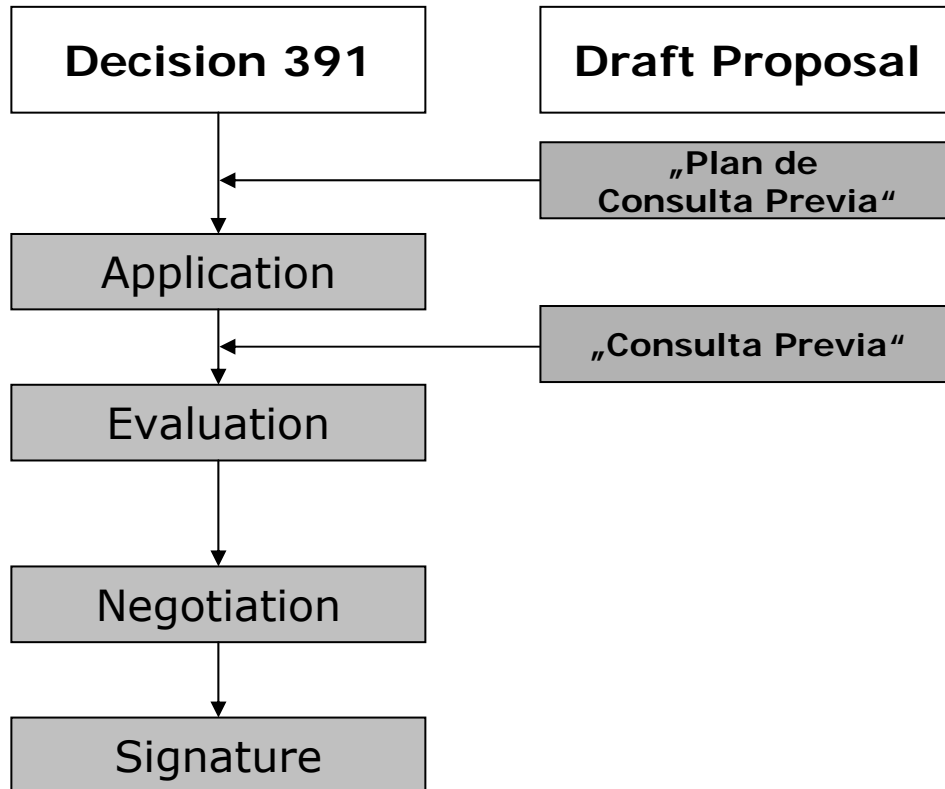 Decision 391
Draft Proposal
„Plan de
Consulta Previa“
Application
„Consulta Previa“
Evaluation
Negotiation
Signature